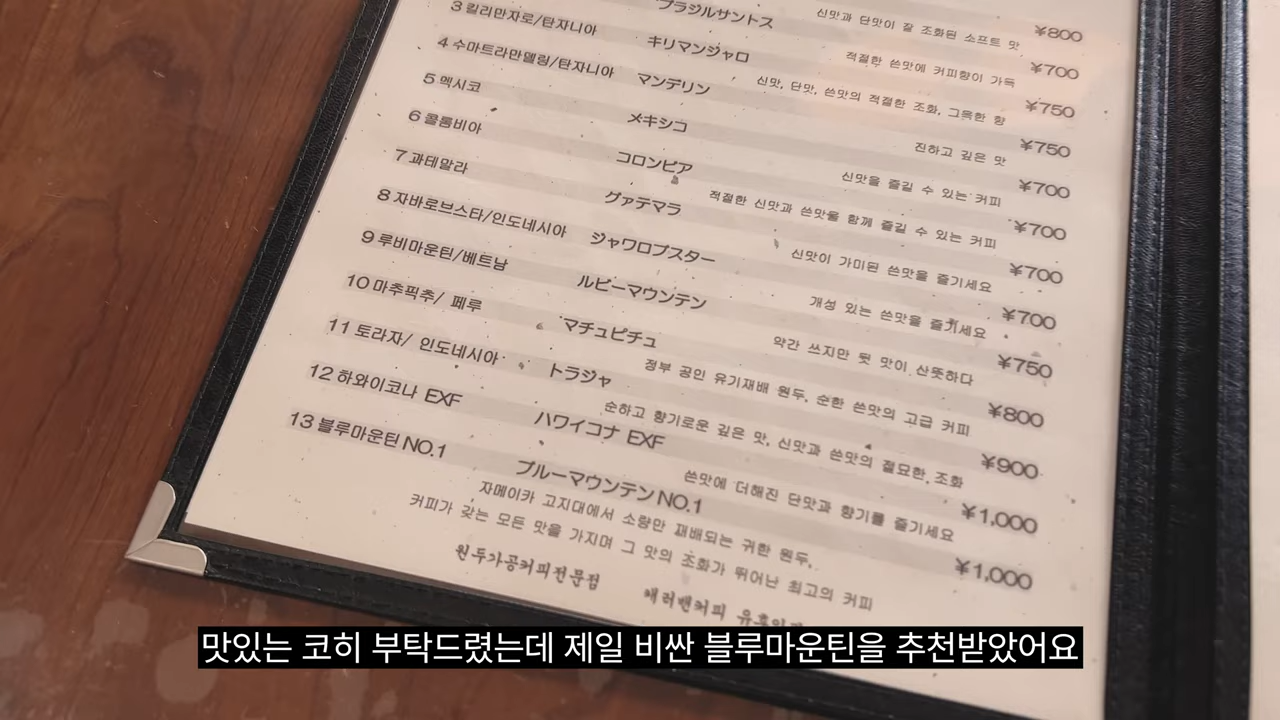 ブラジルサントス 신맛과 단맛이 잘 조화된 소프트 맛 ¥800
3 킬리만자로/탄자니아 キリマンジャロ 적절한 쓴맛에 커피향이 가득 ¥700
4 수마트라만델링/탄자니아 マンデリン 신맛, 단맛, 쓴맛의 적절한 조화, 그윽한 향 ¥750
5 멕시코 メキシコ 진하고 깊은 맛 ¥750
6 콜롬비아 コロンビア 신맛을 즐길 수 있는 커피 ¥700
7 과테말라 グァテマラ 적절한 신맛과 쓴맛을 함께 즐길 수 있는 커피 ¥700
8 자바로브스타/인도네시아 ジャワロブスター 신맛이 가미된 쓴맛을 즐기세요 ¥700
9 루비마운틴/베트남 ルビーマウンテン 개성 있는 쓴맛을 즐기세요 ¥700
10 마추픽추/ 페루 マチュピチュ 약간 쓰지만 뒷 맛이 산뜻하다 ¥750
11 토라자/ 인도네시아 トラジャ 정부 공인 유기재배 원두, 순한 쓴맛의 고급 커피 ¥800
12 하와이코나 EXF ハワイコナ EXF 순하고 향기로운 깊은 맛, 신맛과 쓴맛의 절묘한 조화 ¥900
13 블루마운틴 NO.1 ブルーマウンテン NO.1 쓴맛에 더해진 단맛과 향기를 즐기세요 ¥1,000
자메이카 고지대에서 소량만 재배되는 귀한 원두, ¥1,000
커피가 갖는 모든 맛을 가지며 그 맛의 조화가 뛰어난 최고의 커피
원두가공커피전문점
맛있는 코히 부탁드렸는데 제일 비싼 블루마운틴을 추천받았어요